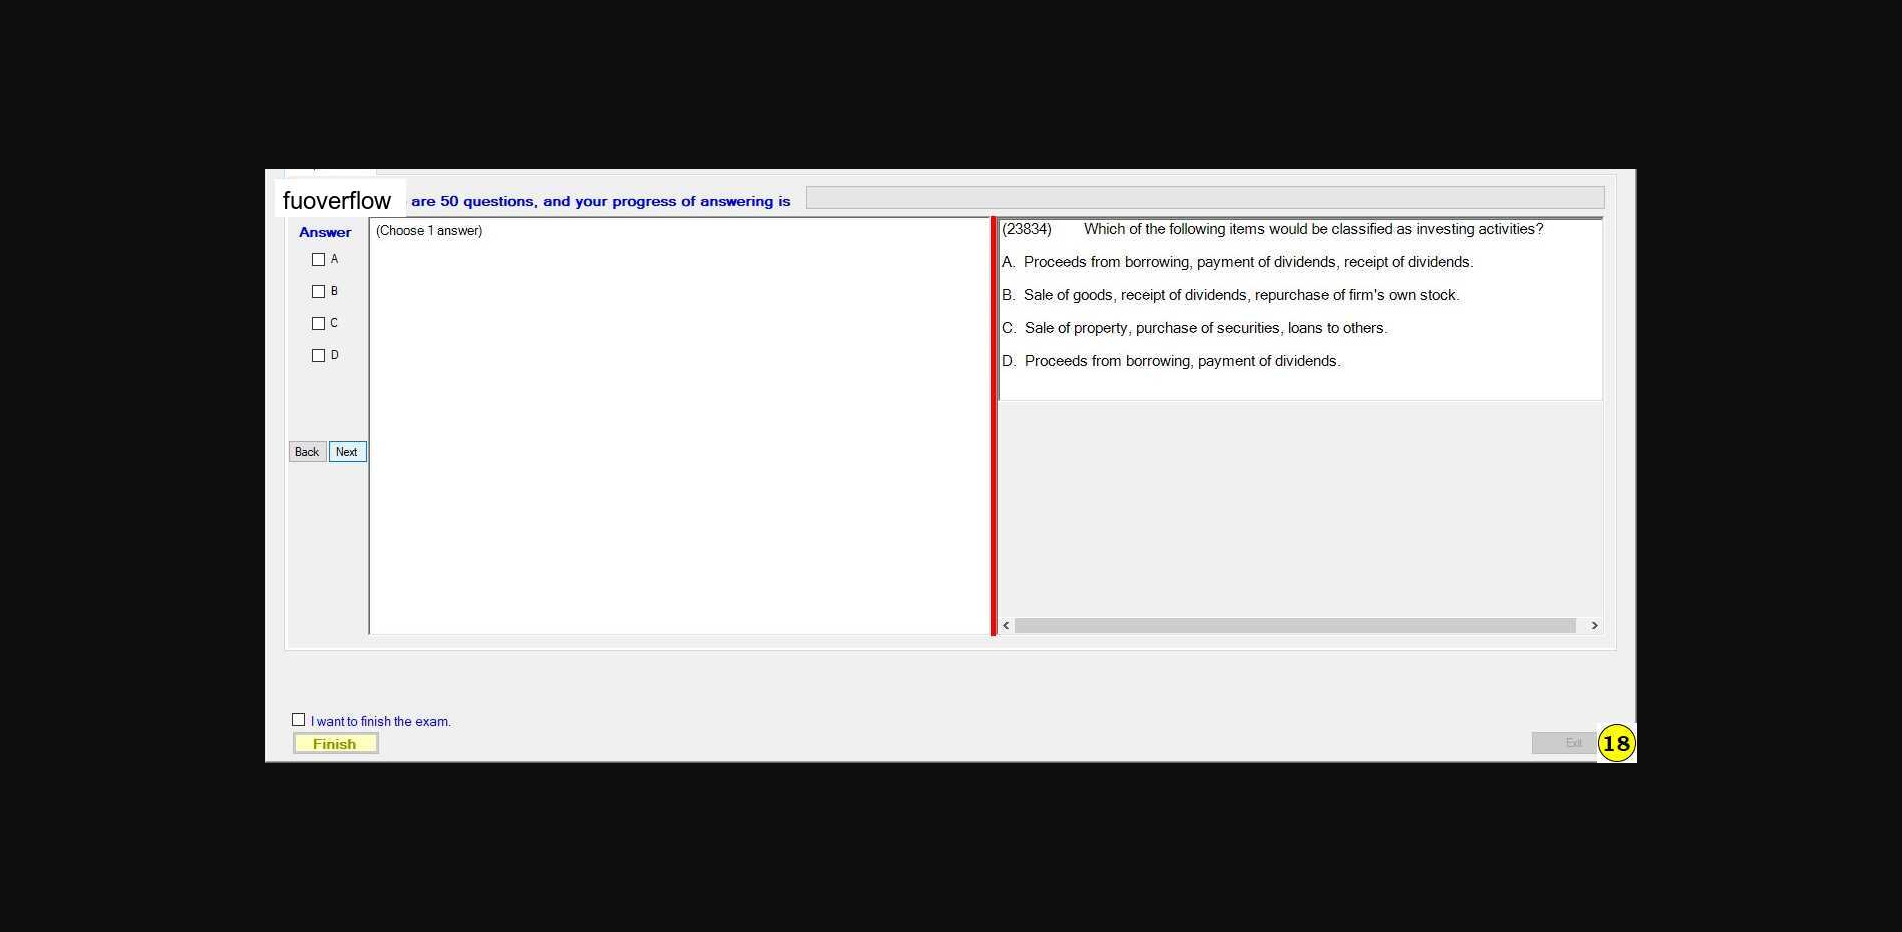 fuoverflow are 50 questions, and your progress of answering is
Answer
A
B
C
D
Back Next
(Choose 1 answer)
(23834) Which of the following items would be classified as investing activities?
A. Proceeds from borrowing, payment of dividends, receipt of dividends.
B. Sale of goods, receipt of dividends, repurchase of firm's own stock.
C. Sale of property, purchase of securities, loans to others.
D. Proceeds from borrowing, payment of dividends.
I want to finish the exam.
Finish
Exit
18